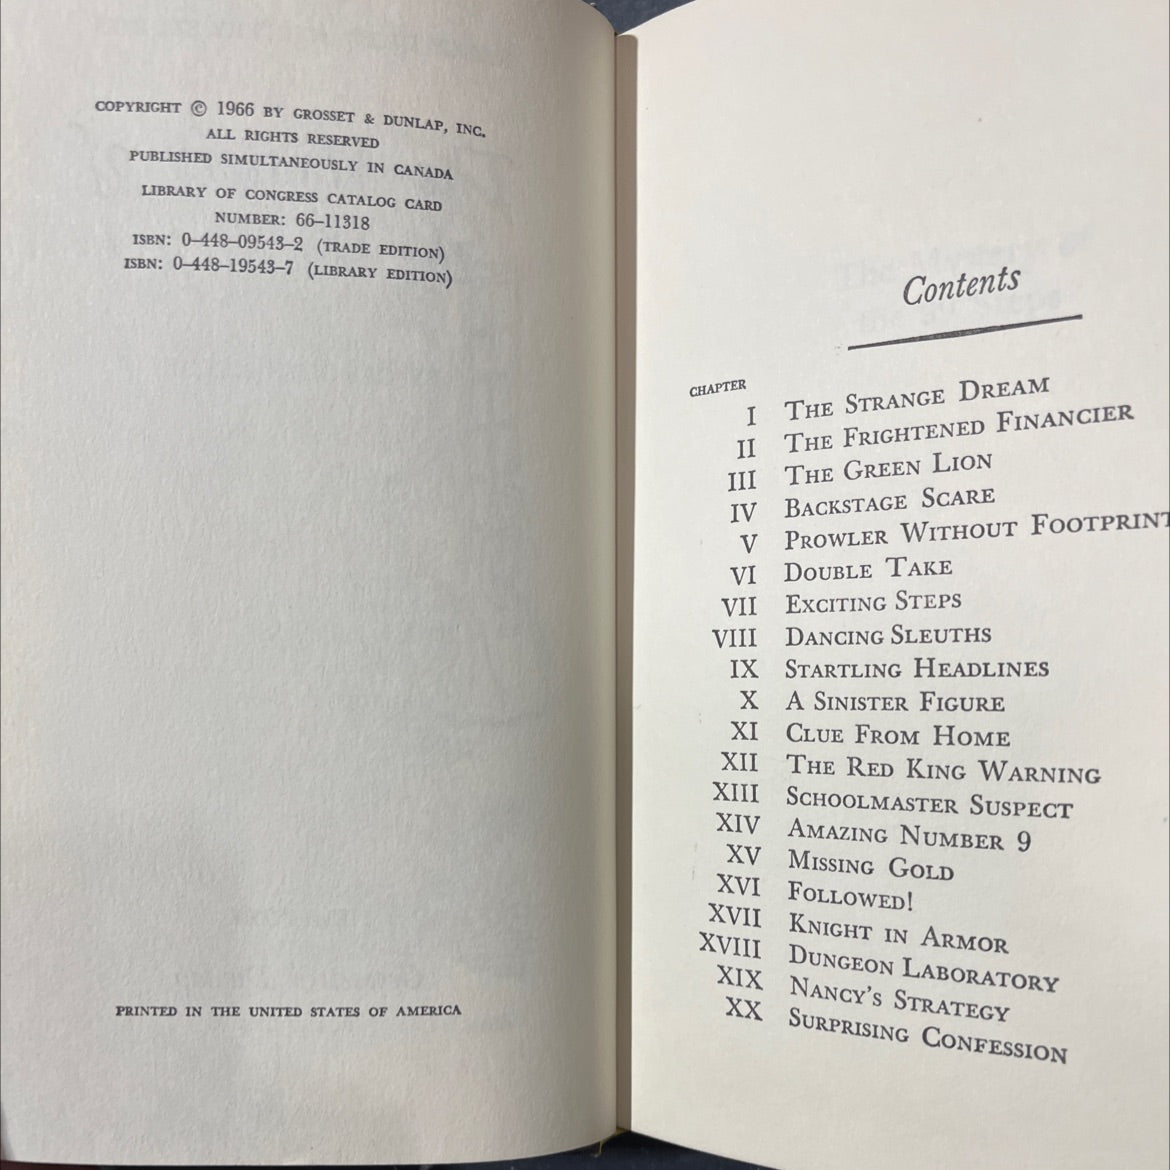 COPYRIGHT © 1966 BY GROSSET & DUNLAP, INC.
ALL RIGHTS RESERVED
PUBLISHED SIMULTANEOUSLY IN CANADA
LIBRARY OF CONGRESS CATALOG CARD
NUMBER: 66-11318
ISBN: 0-448-09543-2 (TRADE EDITION)
ISBN: 0-448-19543-7 (LIBRARY EDITION)
PRINTED IN THE UNITED STATES OF AMERICA
Contents
CHAPTER
I THE STRANGE DREAM
II THE FRIGHTENED FINANCIER
III THE GREEN LION
IV BACKSTAGE SCARE
V PROWLER WITHOUT FOOTPRINT
VI DOUBLE TAKE
VII EXCITING STEPS
VIII DANCING SLEUTHS
IX STARTLING HEADLINES
X A SINISTER FIGURE
XI CLUE FROM HOME
XII THE RED KING WARNING
XIII SCHOOLMASTER SUSPECT
XIV AMAZING NUMBER 9
XV MISSING GOLD
XVI FOLLOWED!
XVII KNIGHT IN ARMOR
XVIII DUNGEON LABORATORY
XIX NANCY'S STRATEGY
XX SURPRISING CONFESSION